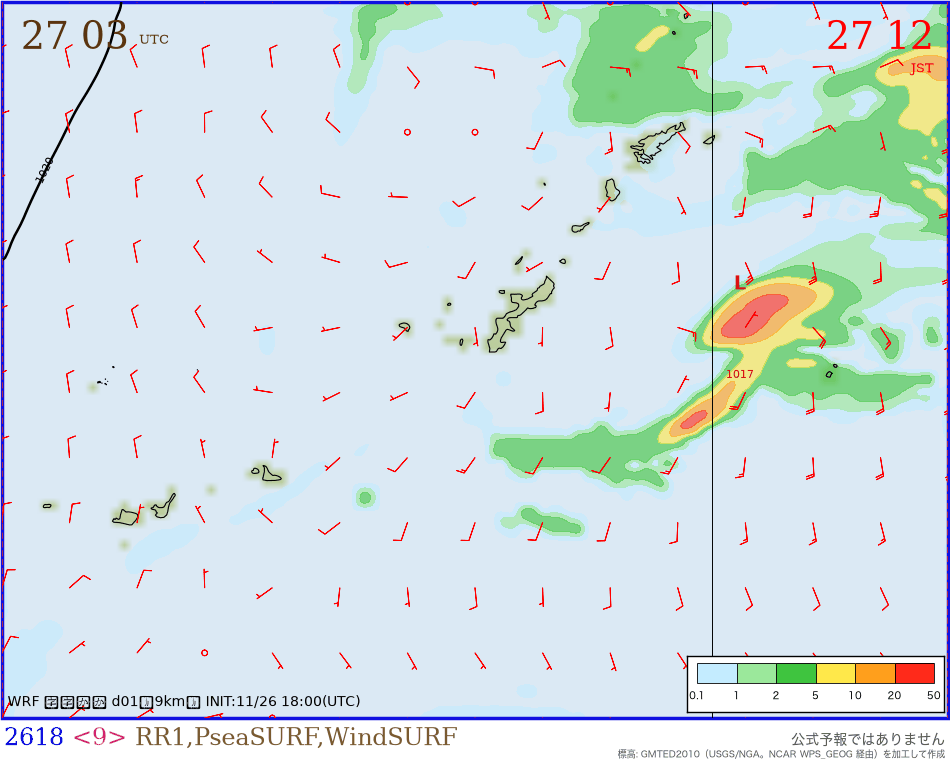 27 03 UTC
27 12
JST
1020
L
1017
WRF d01 9km INIT:11/26 18:00(UTC)
0.1 1 2 5 10 20 50
2618 <9> RR1,PseaSURF,WindSURF
公式予報ではありません
標高: GMTED2010（USGS/NGA。NCAR WPS_GEOG 経由）を加工して作成